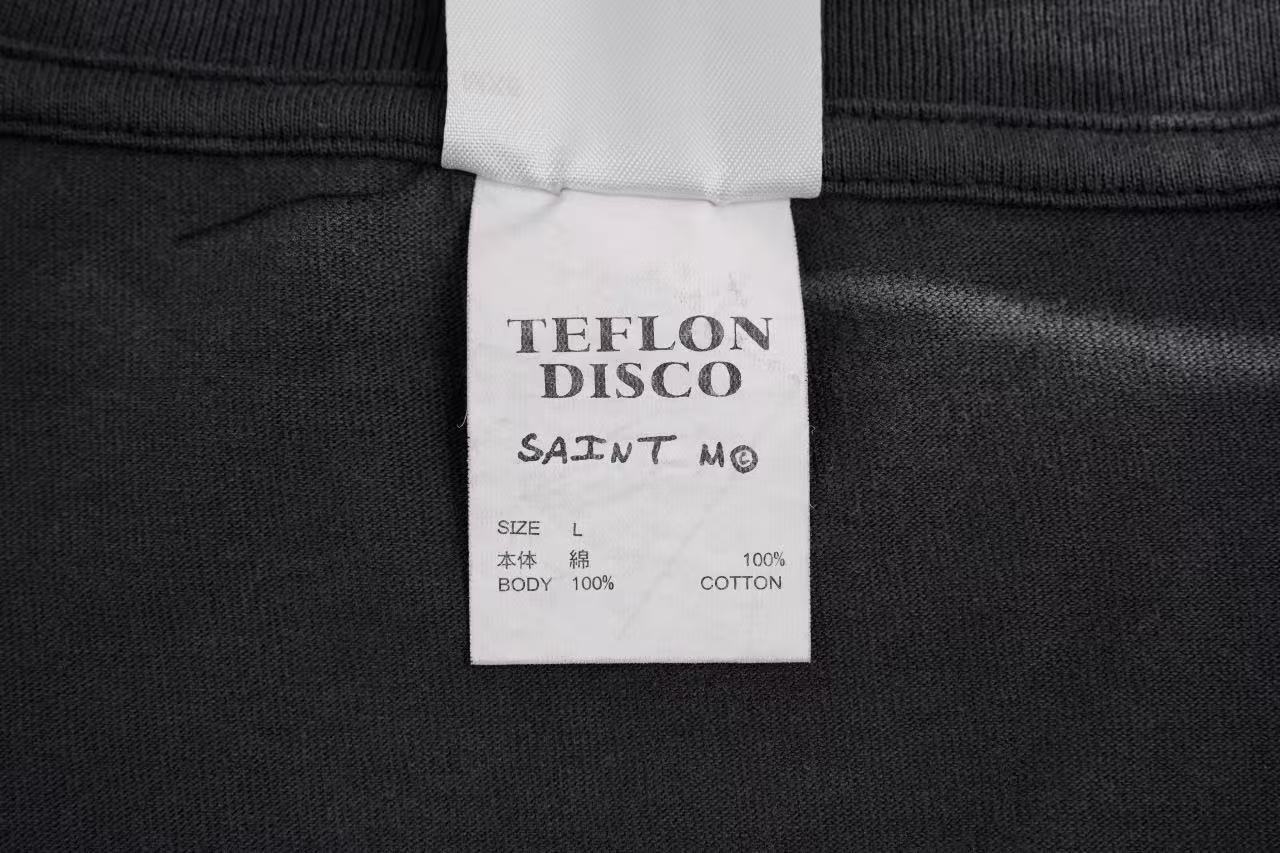 TEFLON
DISCO
SAINT M©
SIZE L
本体 綿 100%
BODY 100% COTTON